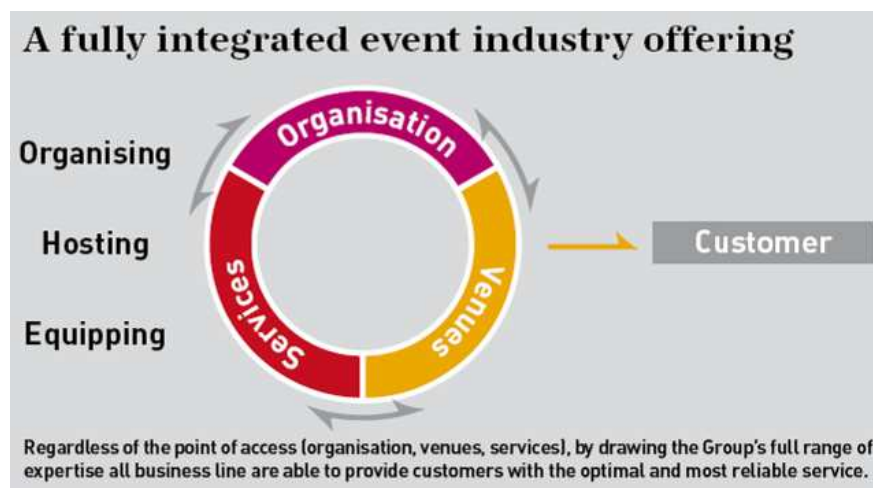 A fully integrated event industry offering
Organisation
Organising
Hosting
Customer
Services
Venues
Equipping
Regardless of the point of access (organisation, venues, services), by drawing the Group's full range of
expertise all business line are able to provide customers with the optimal and most reliable service.